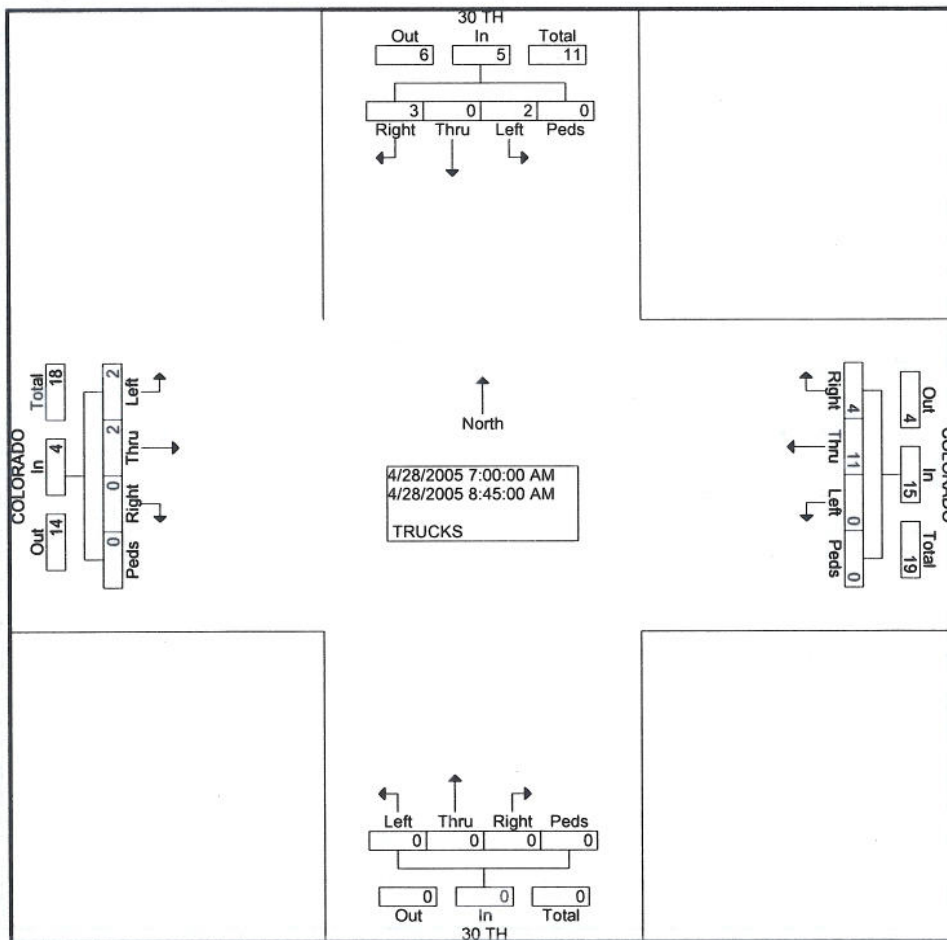 30 TH
Out In Total
6 5 11
3 0 2 0
Right Thru Left Peds
COLORADO
Total In Out
18 4 14
2 2 0 0
Left Thru Right Peds
North
4/28/2005 7:00:00 AM
4/28/2005 8:45:00 AM
TRUCKS
Right Thru Left Peds
4 11 0 0
Out In Total
4 15 19
COLORADO
Left Thru Right Peds
0 0 0 0
0 0 0
Out In Total
30 TH